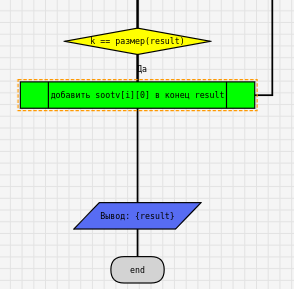 k == размер(result)
Да
добавить sootv[i][0] в конец result
Вывод: {result}
end